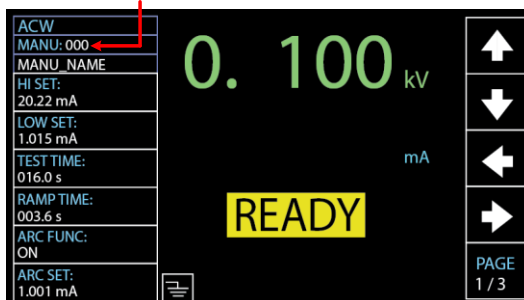 ACW
MANU: 000
MANU_NAME
HI SET:
20.22 mA
LOW SET:
1.015 mA
TEST TIME:
016.0 s
RAMP TIME:
003.6 s
ARC FUNC:
ON
ARC SET:
1.001 mA
0. 100 kV
mA
READY
PAGE
1 / 3